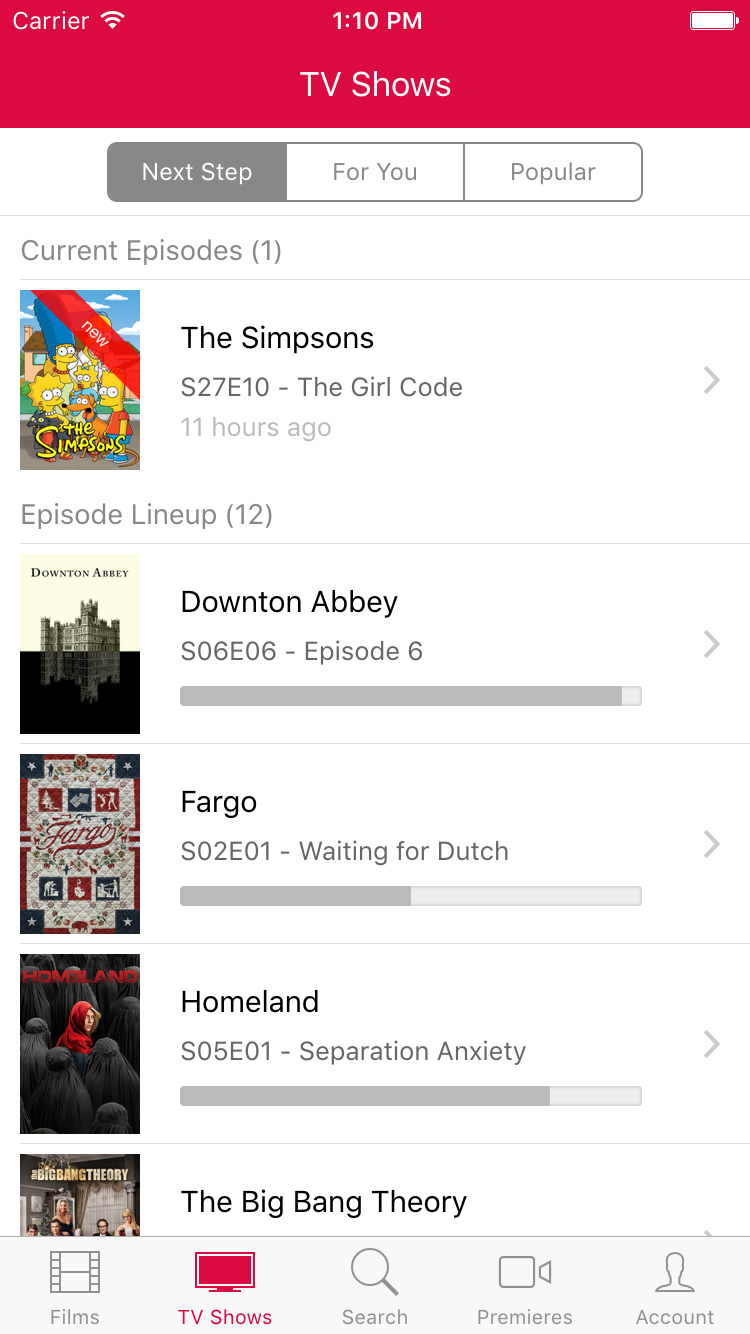 Carrier 1:10 PM
TV Shows
Next Step For You Popular
Current Episodes (1)
new
THE SIMPSONS
The Simpsons
S27E10 - The Girl Code
11 hours ago
Episode Lineup (12)
DOWNTON ABBEY
Downton Abbey
S06E06 - Episode 6
Fargo
Fargo
S02E01 - Waiting for Dutch
HOMELAND
Homeland
S05E01 - Separation Anxiety
THE BIG BANG THEORY
The Big Bang Theory
Films TV Shows Search Premieres Account